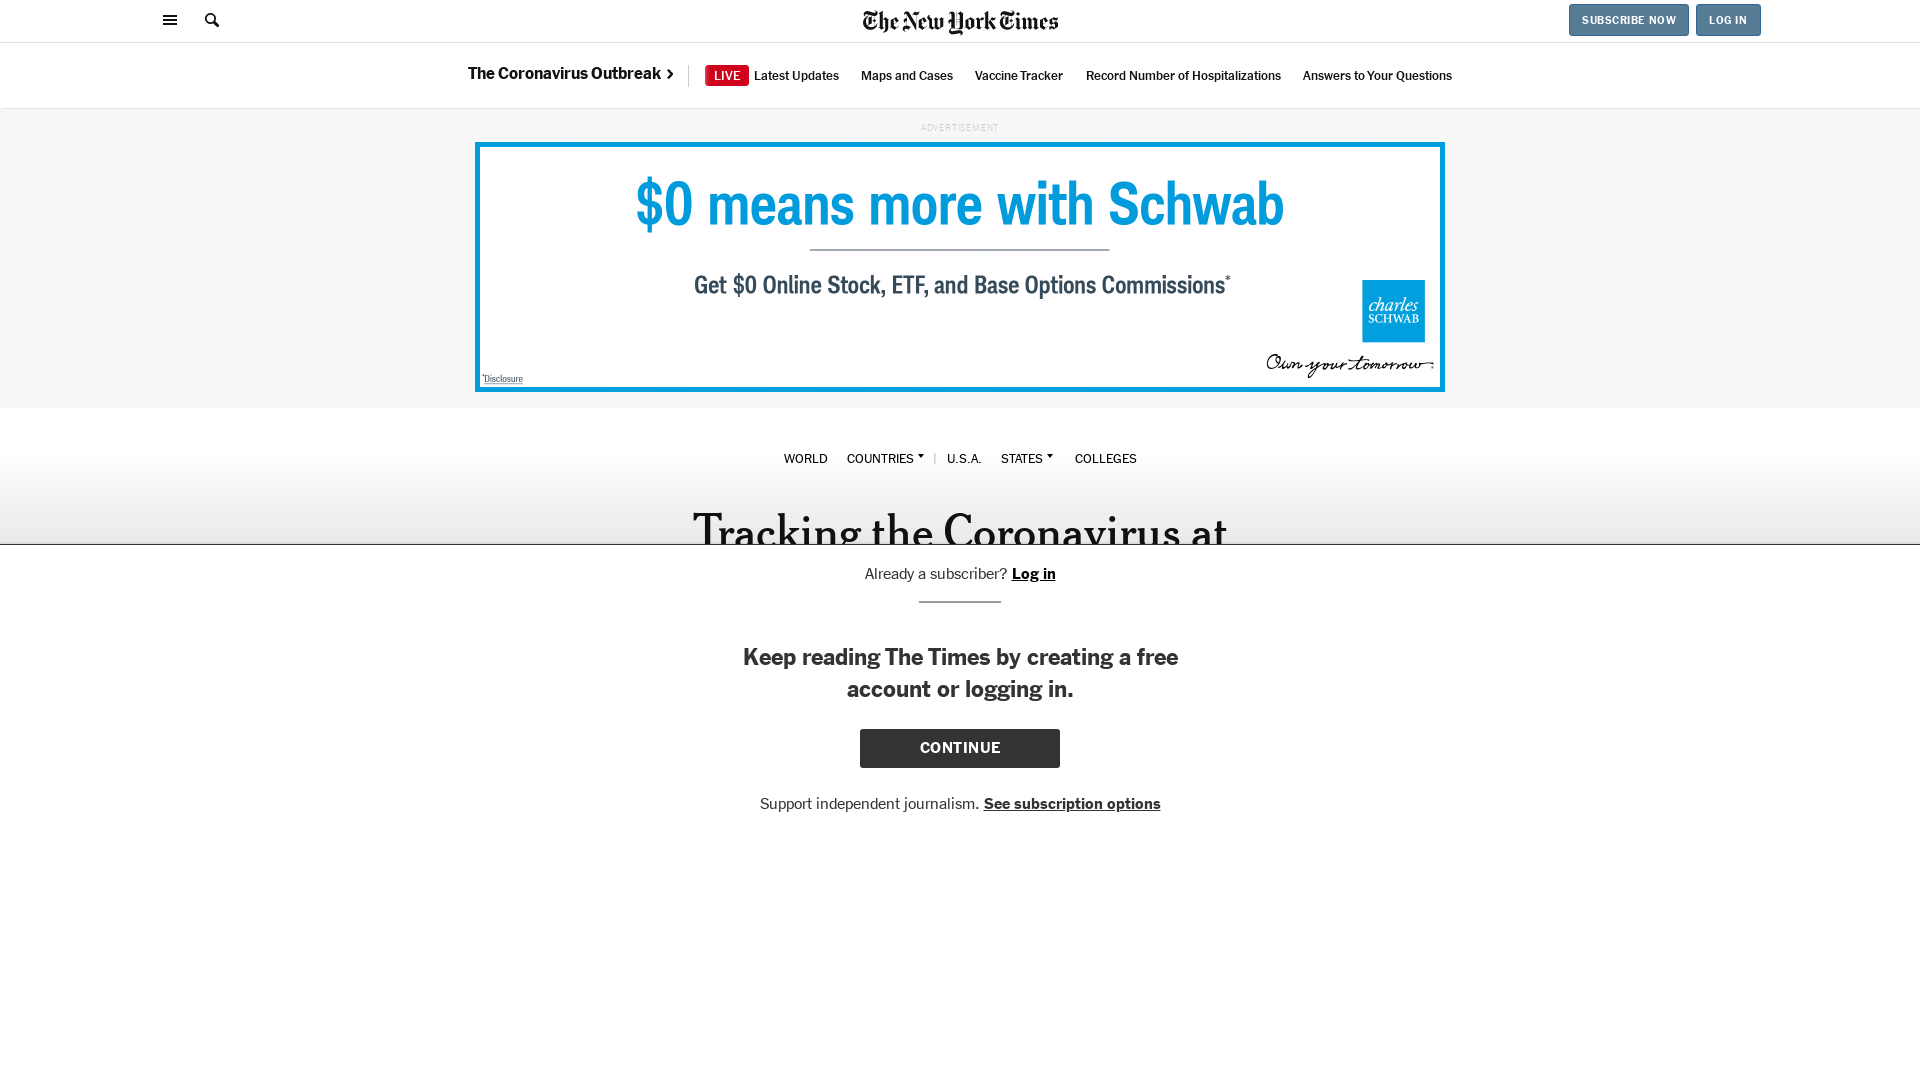 The New York Times
SUBSCRIBE NOW
LOG IN
The Coronavirus Outbreak
LIVE Latest Updates
Maps and Cases
Vaccine Tracker
Record Number of Hospitalizations
Answers to Your Questions
ADVERTISEMENT
$0 means more with Schwab
Get $0 Online Stock, ETF, and Base Options Commissions*
charles
SCHWAB
Own your tomorrow
*Disclosure
WORLD COUNTRIES | U.S.A. STATES COLLEGES
Tracking the Coronavirus at
Already a subscriber? Log in
Keep reading The Times by creating a free
account or logging in.
CONTINUE
Support independent journalism. See subscription options